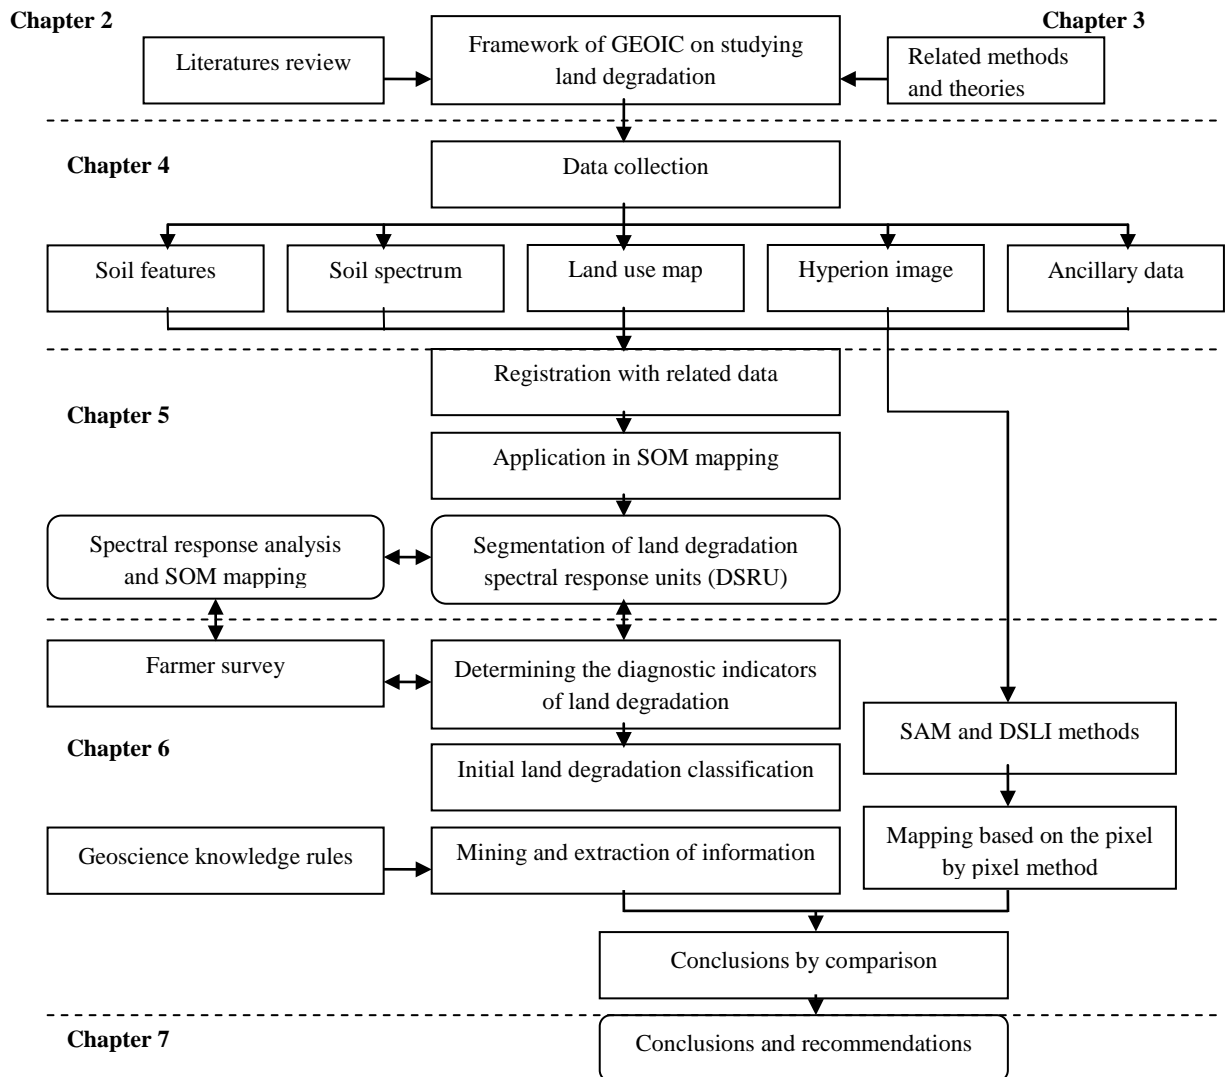 Chapter 2
Chapter 3
Literatures review
Framework of GEOIC on studying
land degradation
Related methods
and theories
Chapter 4
Data collection
Soil features
Soil spectrum
Land use map
Hyperion image
Ancillary data
Registration with related data
Chapter 5
Application in SOM mapping
Spectral response analysis
and SOM mapping
Segmentation of land degradation
spectral response units (DSRU)
Farmer survey
Determining the diagnostic indicators
of land degradation
Chapter 6
SAM and DSLI methods
Initial land degradation classification
Geoscience knowledge rules
Mining and extraction of information
Mapping based on the pixel
by pixel method
Conclusions by comparison
Chapter 7
Conclusions and recommendations